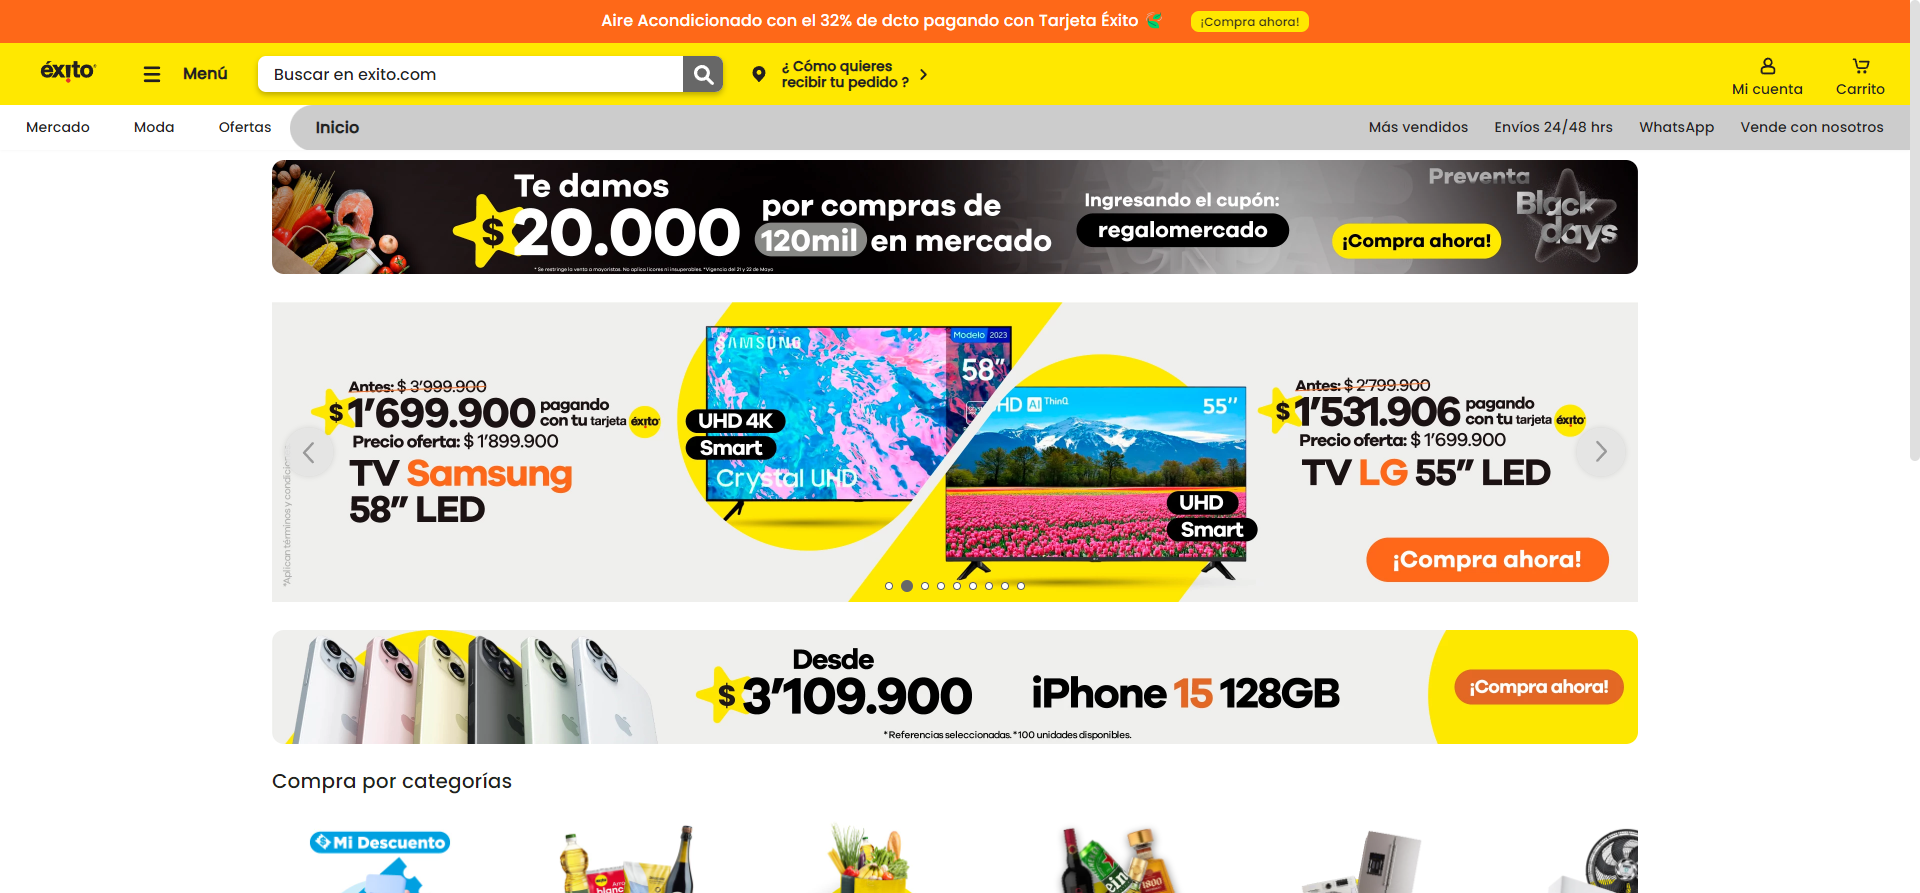 Aire Acondicionado con el 32% de dcto pagando con Tarjeta Éxito
¡Compra ahora!
éxito
Menú
Buscar en exito.com
¿ Cómo quieres
recibir tu pedido ?
Mi cuenta
Carrito
Mercado
Moda
Ofertas
Inicio
Más vendidos
Envíos 24/48 hrs
WhatsApp
Vende con nosotros
Te damos
$20.000
por compras de
120mil en mercado
* Se restringe la venta a mayoristas. No aplica licores ni insuperables. *Vigencia del 21 y 22 de Mayo
Ingresando el cupón:
regalomercado
¡Compra ahora!
Preventa
Black
days
Antes: $ 3'999.900
$1'699.900 pagando
con tu tarjeta éxito
Precio oferta: $ 1'899.900
TV Samsung
58" LED
*Aplican términos y condiciones
SAMSUNG
Modelo 2023
58"
UHD 4K
Smart
Crystal UHD
UHD AI ThinQ
55"
UHD
Smart
Antes: $ 2'799.900
$1'531.906 pagando
con tu tarjeta éxito
Precio oferta: $ 1'699.900
TV LG 55" LED
¡Compra ahora!
Desde
$3'109.900
iPhone 15 128GB
*Referencias seleccionadas. *100 unidades disponibles.
¡Compra ahora!
Compra por categorías
$ Mi Descuento